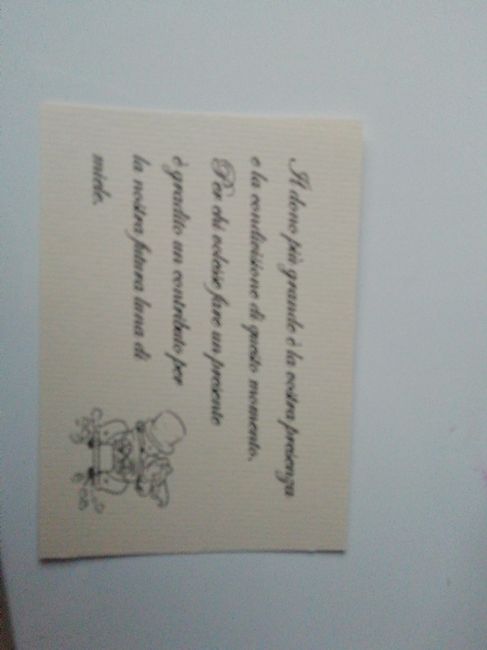 Il dono più grande è la vostra presenza
e la condivisione di questo momento.
Per chi volesse fare un presente
è gradito un contributo per
la nostra futura luna di
miele.